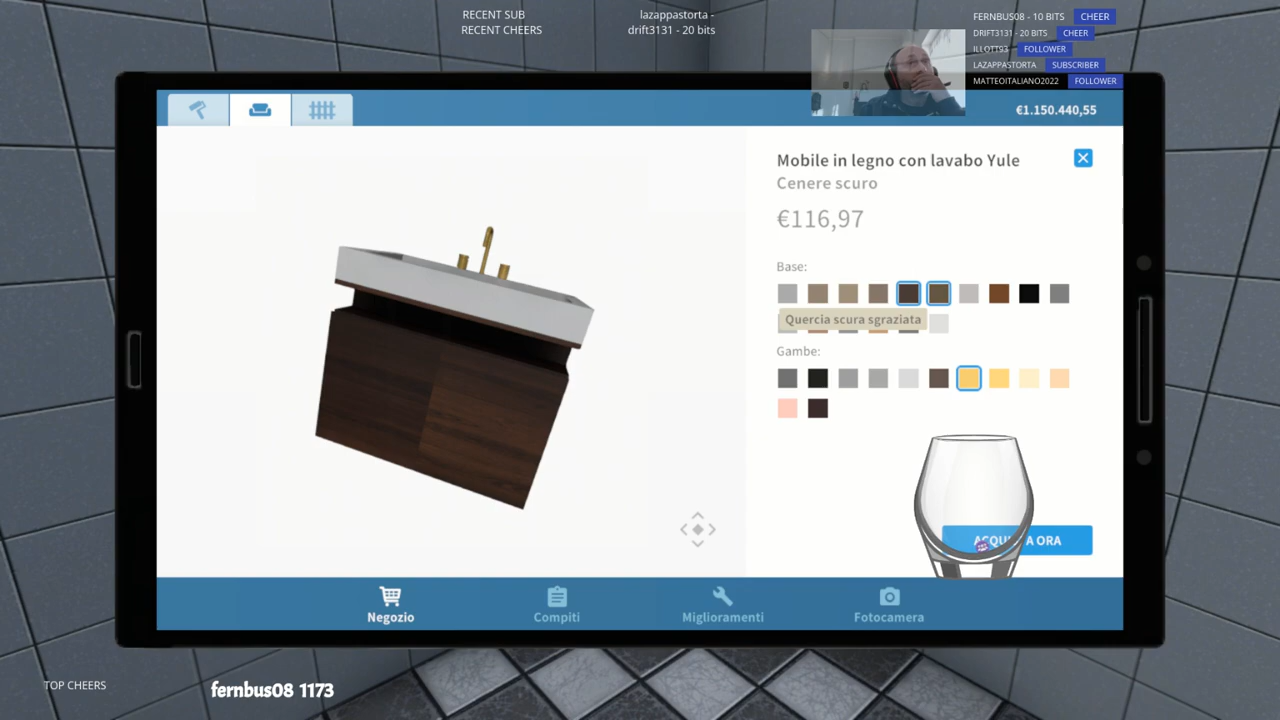 RECENT SUB
lazappastorta -
RECENT CHEERS
drift3131 - 20 bits
FERNBUS08 - 10 BITS CHEER
DRIFT3131 - 20 BITS CHEER
ILLOTT93 FOLLOWER
LAZAPPASTORTA SUBSCRIBER
MATTEOITALIANO2022 FOLLOWER
€1.150.440,55
Mobile in legno con lavabo Yule
Cenere scuro
€116,97
Base:
Quercia scura sgraziata
Gambe:
ORA
Negozio
Compiti
Miglioramenti
Fotocamera
TOP CHEERS
fernbus08 1173